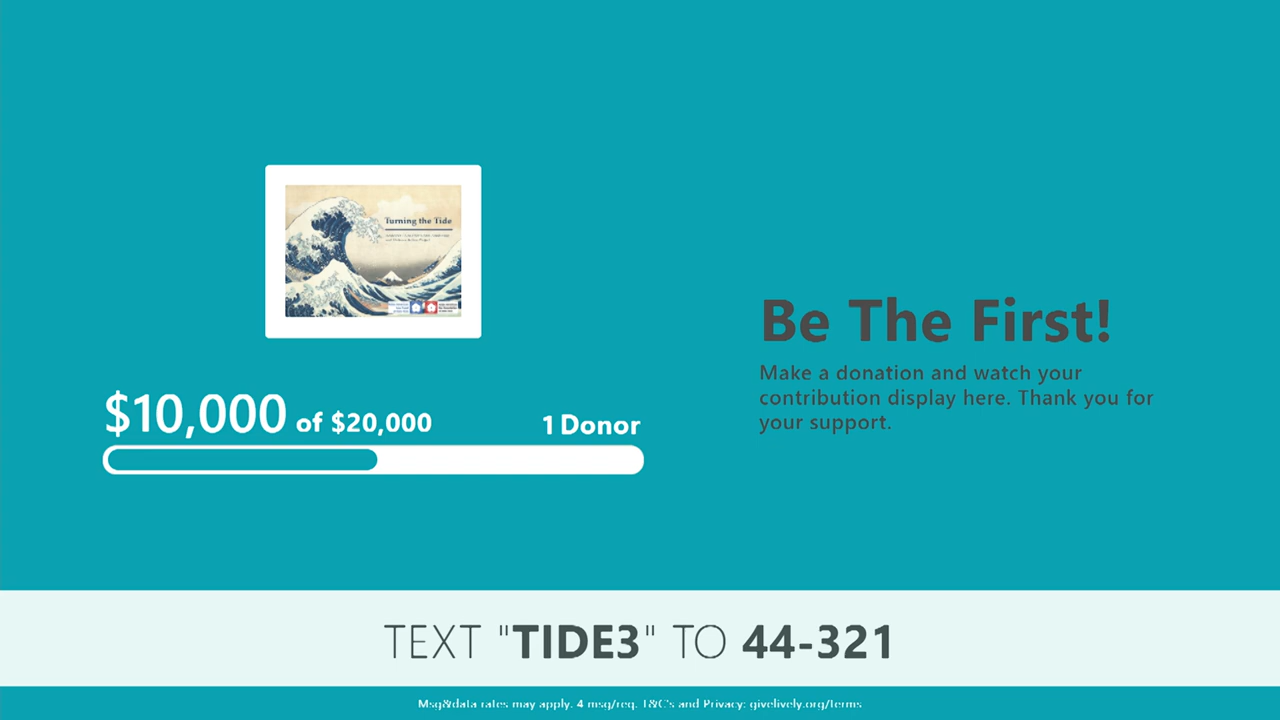 Turning the Tide
$10,000 of $20,000
1 Donor
Be The First!
Make a donation and watch your
contribution display here. Thank you for
your support.
TEXT "TIDE3" TO 44-321
Msg&data rates may apply. 4 msg/req. T&C's and Privacy: givelively.org/terms